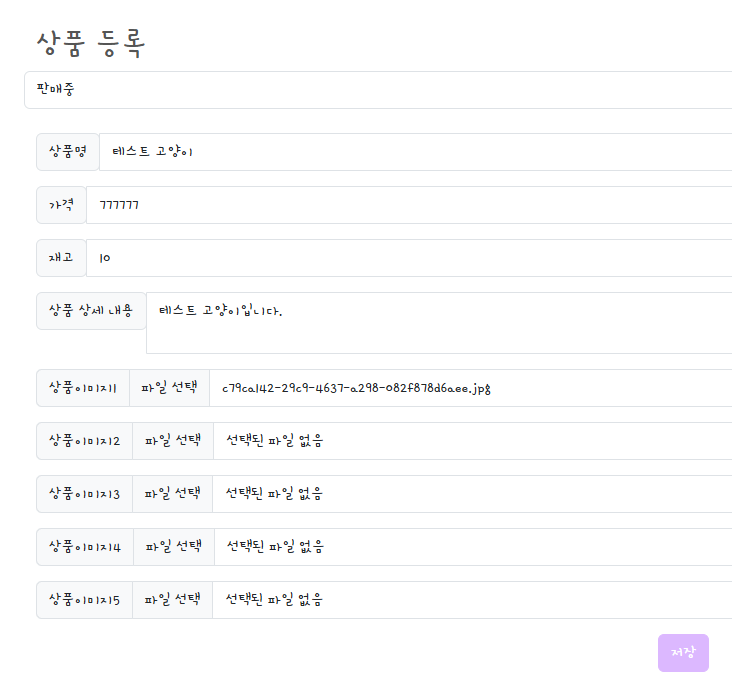 상품 등록
판매중
상품명 테스트 고양이
가격 777777
재고 10
상품 상세 내용 테스트 고양이입니다.
상품이미지1 파일 선택 c79ca142-29c9-4637-a298-082f878d6aee.jpg
상품이미지2 파일 선택 선택된 파일 없음
상품이미지3 파일 선택 선택된 파일 없음
상품이미지4 파일 선택 선택된 파일 없음
상품이미지5 파일 선택 선택된 파일 없음
저장